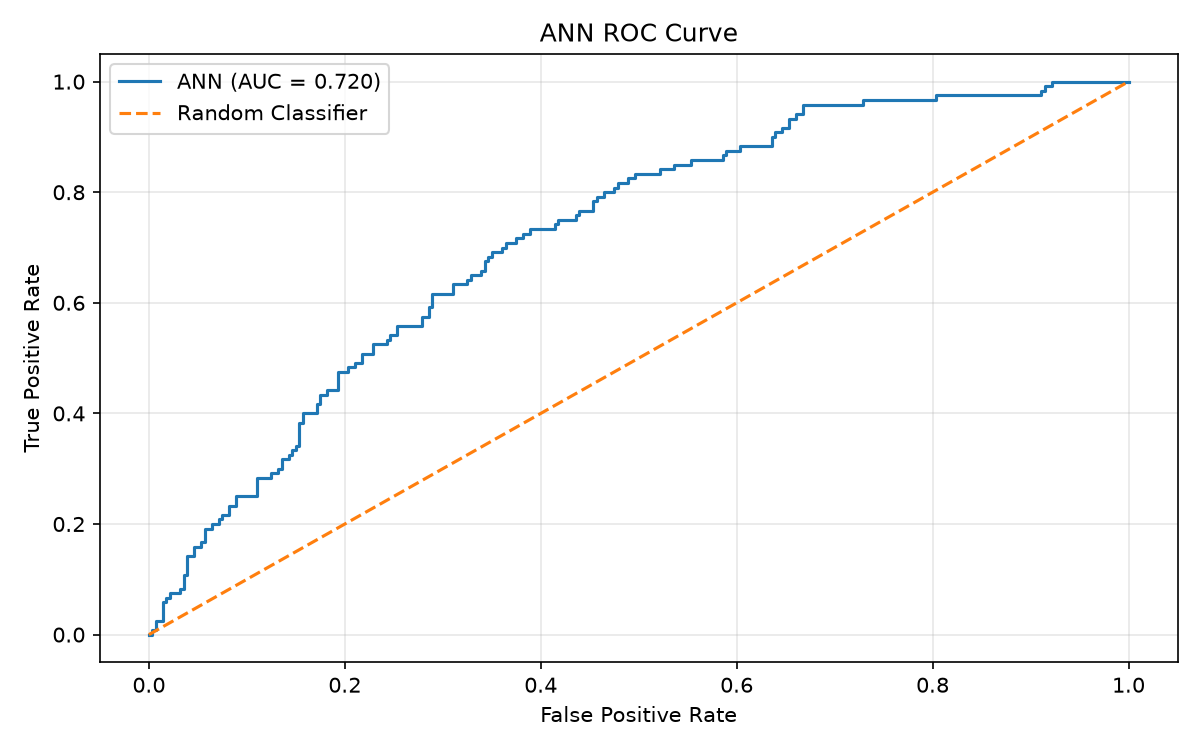 ANN ROC Curve
ANN (AUC = 0.720)
Random Classifier
True Positive Rate
1.0
0.8
0.6
0.4
0.2
0.0
0.0 0.2 0.4 0.6 0.8 1.0
False Positive Rate